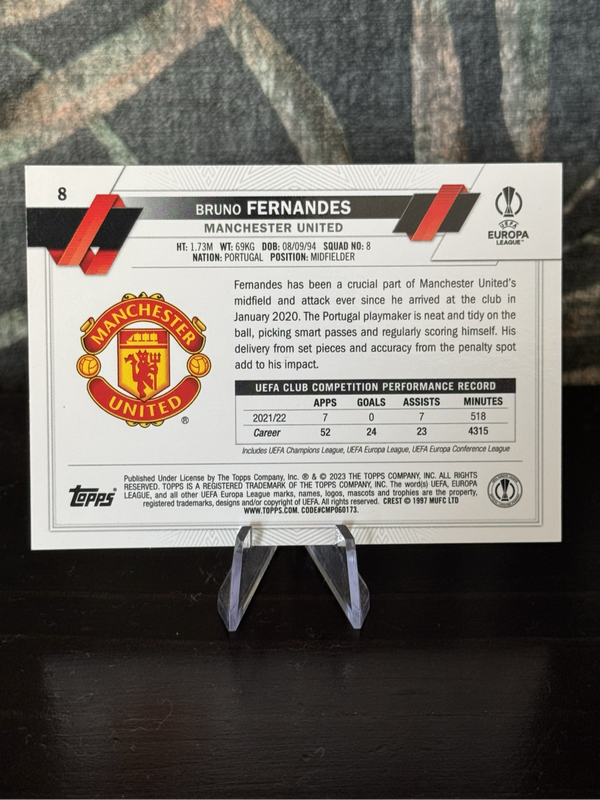 8
BRUNO FERNANDES
MANCHESTER UNITED
HT: 1.73M WT: 69KG DOB: 08/09/94 SQUAD NO: 8
NATION: PORTUGAL POSITION: MIDFIELDER
UEFA
EUROPA
LEAGUE™
Fernandes has been a crucial part of Manchester United's
midfield and attack ever since he arrived at the club in
January 2020. The Portugal playmaker is neat and tidy on the
ball, picking smart passes and regularly scoring himself. His
delivery from set pieces and accuracy from the penalty spot
add to his impact.
MANCHESTER
UNITED
®
UEFA CLUB COMPETITION PERFORMANCE RECORD
APPS GOALS ASSISTS MINUTES
2021/22 7 0 7 518
Career 52 24 23 4315
Includes UEFA Champions League, UEFA Europa League, UEFA Europa Conference League
Topps®
Published Under License by The Topps Company, Inc. ® & © 2023 THE TOPPS COMPANY, INC. ALL RIGHTS
RESERVED. TOPPS IS A REGISTERED TRADEMARK OF THE TOPPS COMPANY, INC. The word(s) UEFA, EUROPA
LEAGUE, and all other UEFA Europa League marks, names, logos, mascots and trophies are the property,
registered trademarks, designs and/or copyright of UEFA. All rights reserved. CREST © 1997 MUFC LTD
WWW.TOPPS.COM. CODE#CMP060173.